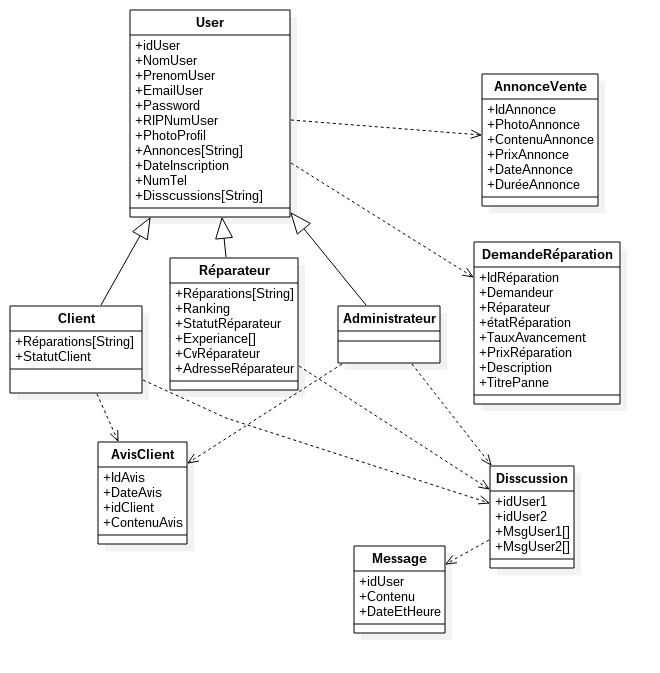 User
+idUser
+NomUser
+PrenomUser
+EmailUser
+Password
+RIPNumUser
+PhotoProfil
+Annonces[String]
+DateInscription
+NumTel
+Disscussions[String]
AnnonceVente
+IdAnnonce
+PhotoAnnonce
+ContenuAnnonce
+PrixAnnonce
+DateAnnonce
+DuréeAnnonce
DemandeRéparation
+IdRéparation
+Demandeur
+Réparateur
+étatRéparation
+TauxAvancement
+PrixRéparation
+Description
+TitrePanne
Réparateur
+Réparations[String]
+Ranking
+StatutRéparateur
+Experiance[]
+CvRéparateur
+AdresseRéparateur
Client
+Réparations[String]
+StatutClient
Administrateur
AvisClient
+IdAvis
+DateAvis
+idClient
+ContenuAvis
Disscussion
+idUser1
+idUser2
+MsgUser1[]
+MsgUser2[]
Message
+idUser
+Contenu
+DateEtHeure